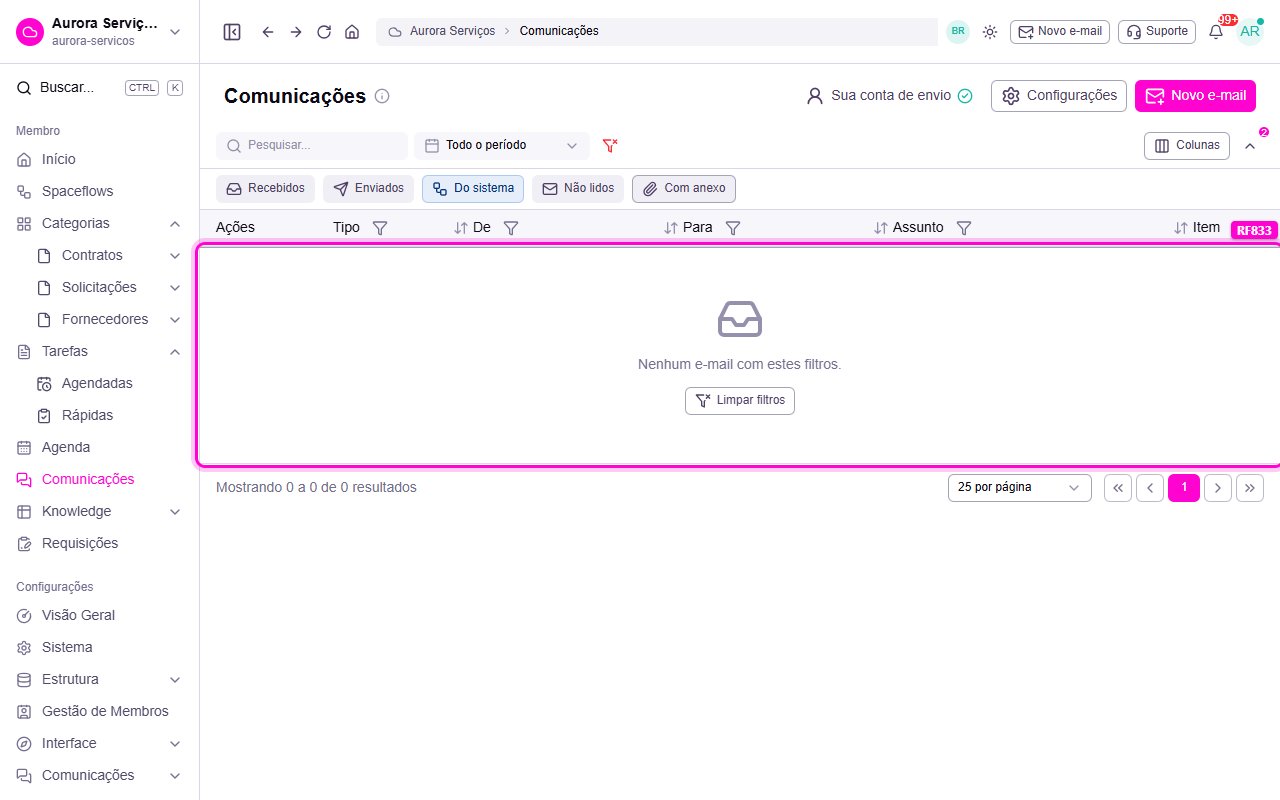 Aurora Serviç...
aurora-servicos
Buscar...
CTRL K
Membro
Início
Spaceflows
Categorias
Contratos
Solicitações
Fornecedores
Tarefas
Agendadas
Rápidas
Agenda
Comunicações
Knowledge
Requisições
Configurações
Visão Geral
Sistema
Estrutura
Gestão de Membros
Interface
Comunicações
Aurora Serviços > Comunicações
BR
Novo e-mail
Suporte
99+
AR
Comunicações
Sua conta de envio
Configurações
Novo e-mail
Pesquisar...
Todo o período
Colunas
2
Recebidos
Enviados
Do sistema
Não lidos
Com anexo
Ações Tipo De Para Assunto Item
RF833
Nenhum e-mail com estes filtros.
Limpar filtros
Mostrando 0 a 0 de 0 resultados
25 por página
1